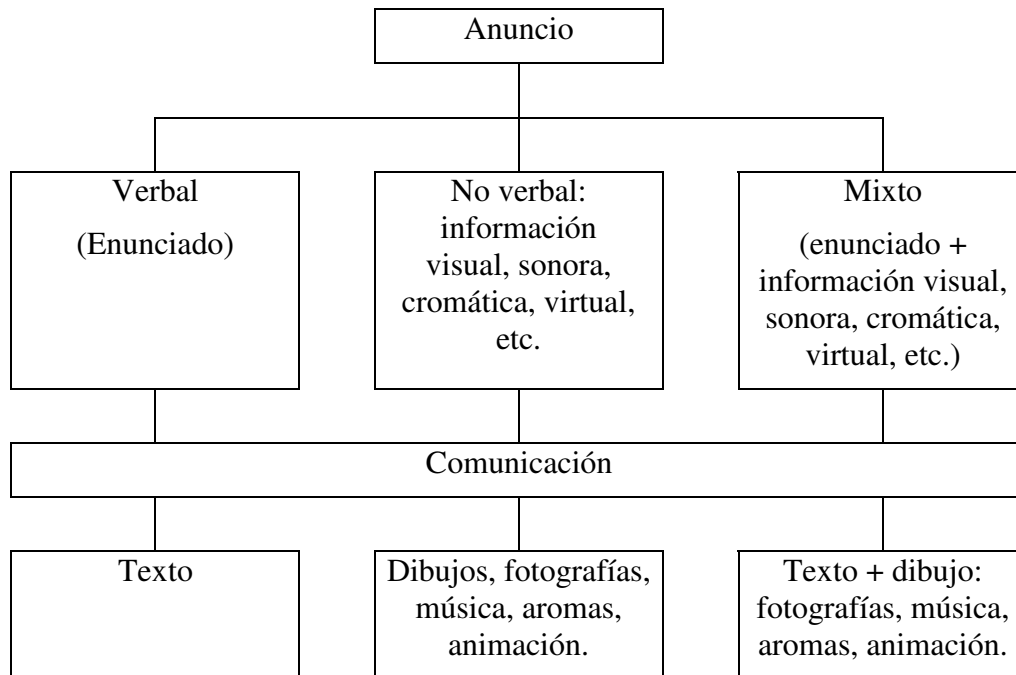 Anuncio
Verbal
(Enunciado)
No verbal:
información
visual, sonora,
cromática, virtual,
etc.
Mixto
(enunciado +
información visual,
sonora, cromática,
virtual, etc.)
Comunicación
Texto
Dibujos, fotografías,
música, aromas,
animación.
Texto + dibujo:
fotografías, música,
aromas, animación.